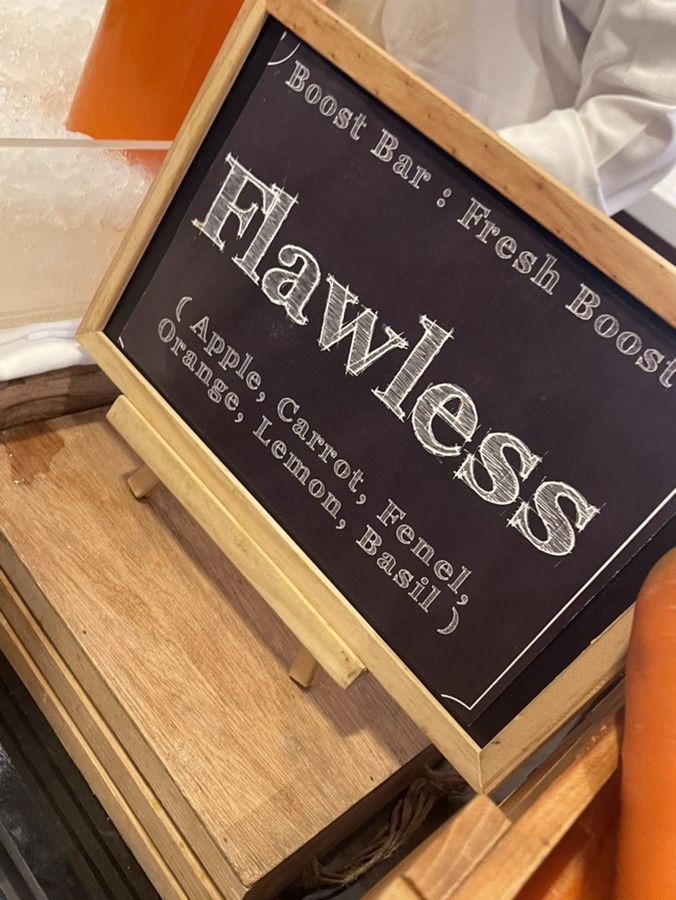 Boost Bar : Fresh Boost
Flawless
( Apple, Carrot, Fenel,
Orange, Lemon, Basil )